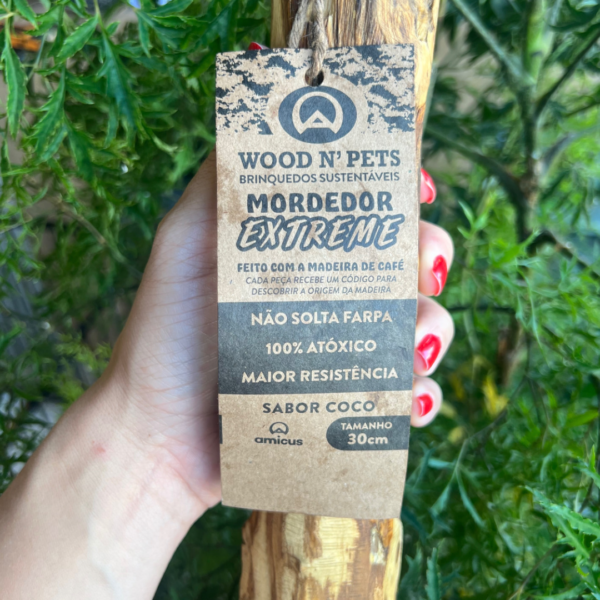 WOOD N' PETS
BRINQUEDOS SUSTENTÁVEIS
MORDEDOR
EXTREME
FEITO COM A MADEIRA DE CAFÉ
CADA PEÇA RECEBE UM CÓDIGO PARA
DESCOBRIR A ORIGEM DA MADEIRA
NÃO SOLTA FARPA
100% ATÓXICO
MAIOR RESISTÊNCIA
SABOR COCO
amicus
TAMANHO
30cm